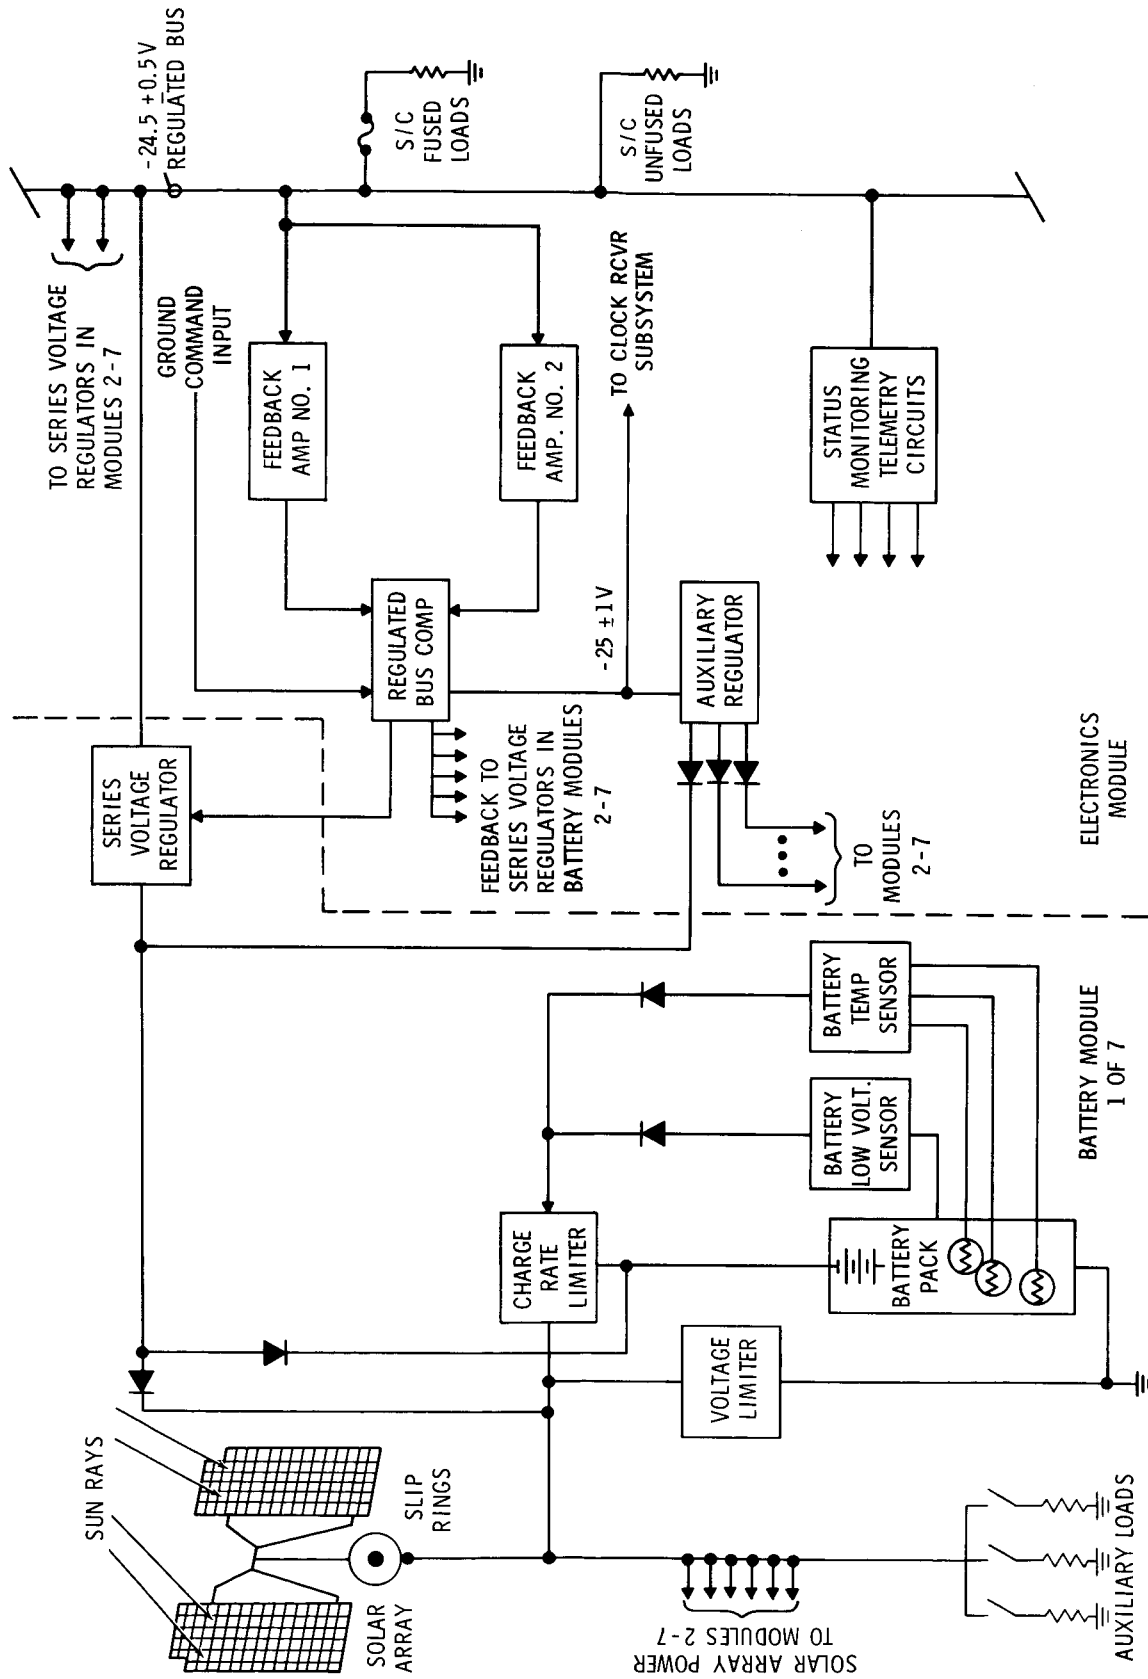 SUN RAYS
SOLAR
ARRAY
SLIP
RINGS
SOLAR ARRAY POWER
TO MODULES 2-7
AUXILIARY LOADS
VOLTAGE
LIMITER
CHARGE
RATE
LIMITER
BATTERY
PACK
BATTERY
LOW VOLT.
SENSOR
BATTERY
TEMP
SENSOR
BATTERY MODULE
1 OF 7
SERIES
VOLTAGE
REGULATOR
FEEDBACK TO
SERIES VOLTAGE
REGULATORS IN
BATTERY MODULES
2-7
TO
MODULES
2-7
ELECTRONICS
MODULE
REGULATED
BUS COMP
AUXILIARY
REGULATOR
-25 ±1V
TO CLOCK RCVR
SUBSYSTEM
GROUND
COMMAND
INPUT
FEEDBACK
AMP NO. 1
FEEDBACK
AMP. NO. 2
STATUS
MONITORING
TELEMETRY
CIRCUITS
TO SERIES VOLTAGE
REGULATORS IN
MODULES 2-7
-24.5 ±0.5V
REGULATED BUS
S/C
FUSED
LOADS
S/C
UNFUSED
LOADS